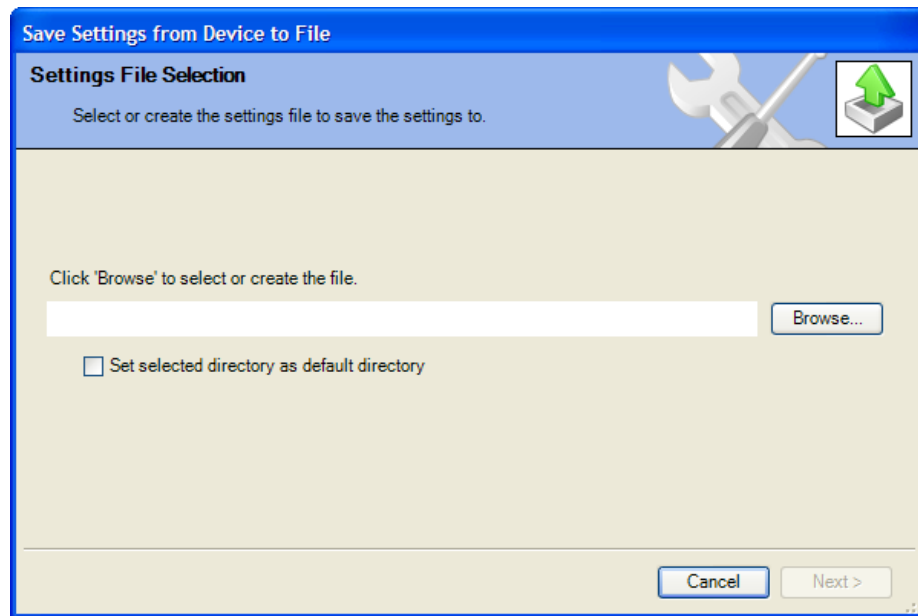 Save Settings from Device to File
Settings File Selection
Select or create the settings file to save the settings to.
Click 'Browse' to select or create the file.
Browse...
Set selected directory as default directory
Cancel
Next >